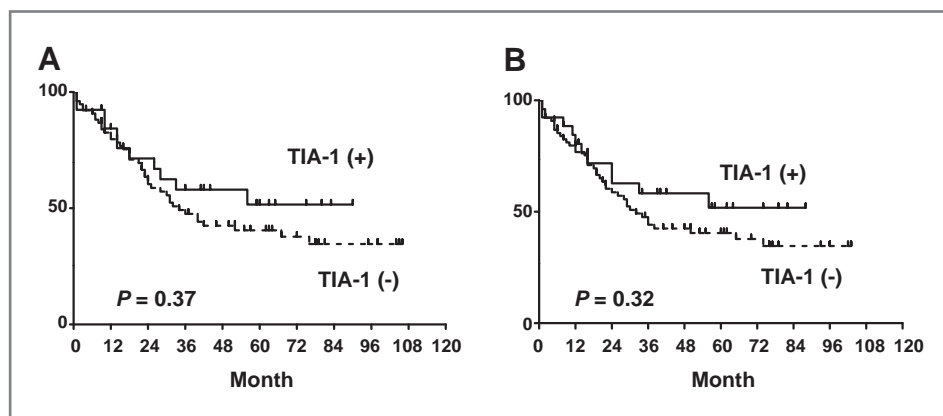 A
100
50
0
TIA-1 (+)
TIA-1 (-)
P = 0.37
0 12 24 36 48 60 72 84 96 108 120
Month
B
100
50
0
TIA-1 (+)
TIA-1 (-)
P = 0.32
0 12 24 36 48 60 72 84 96 108 120
Month